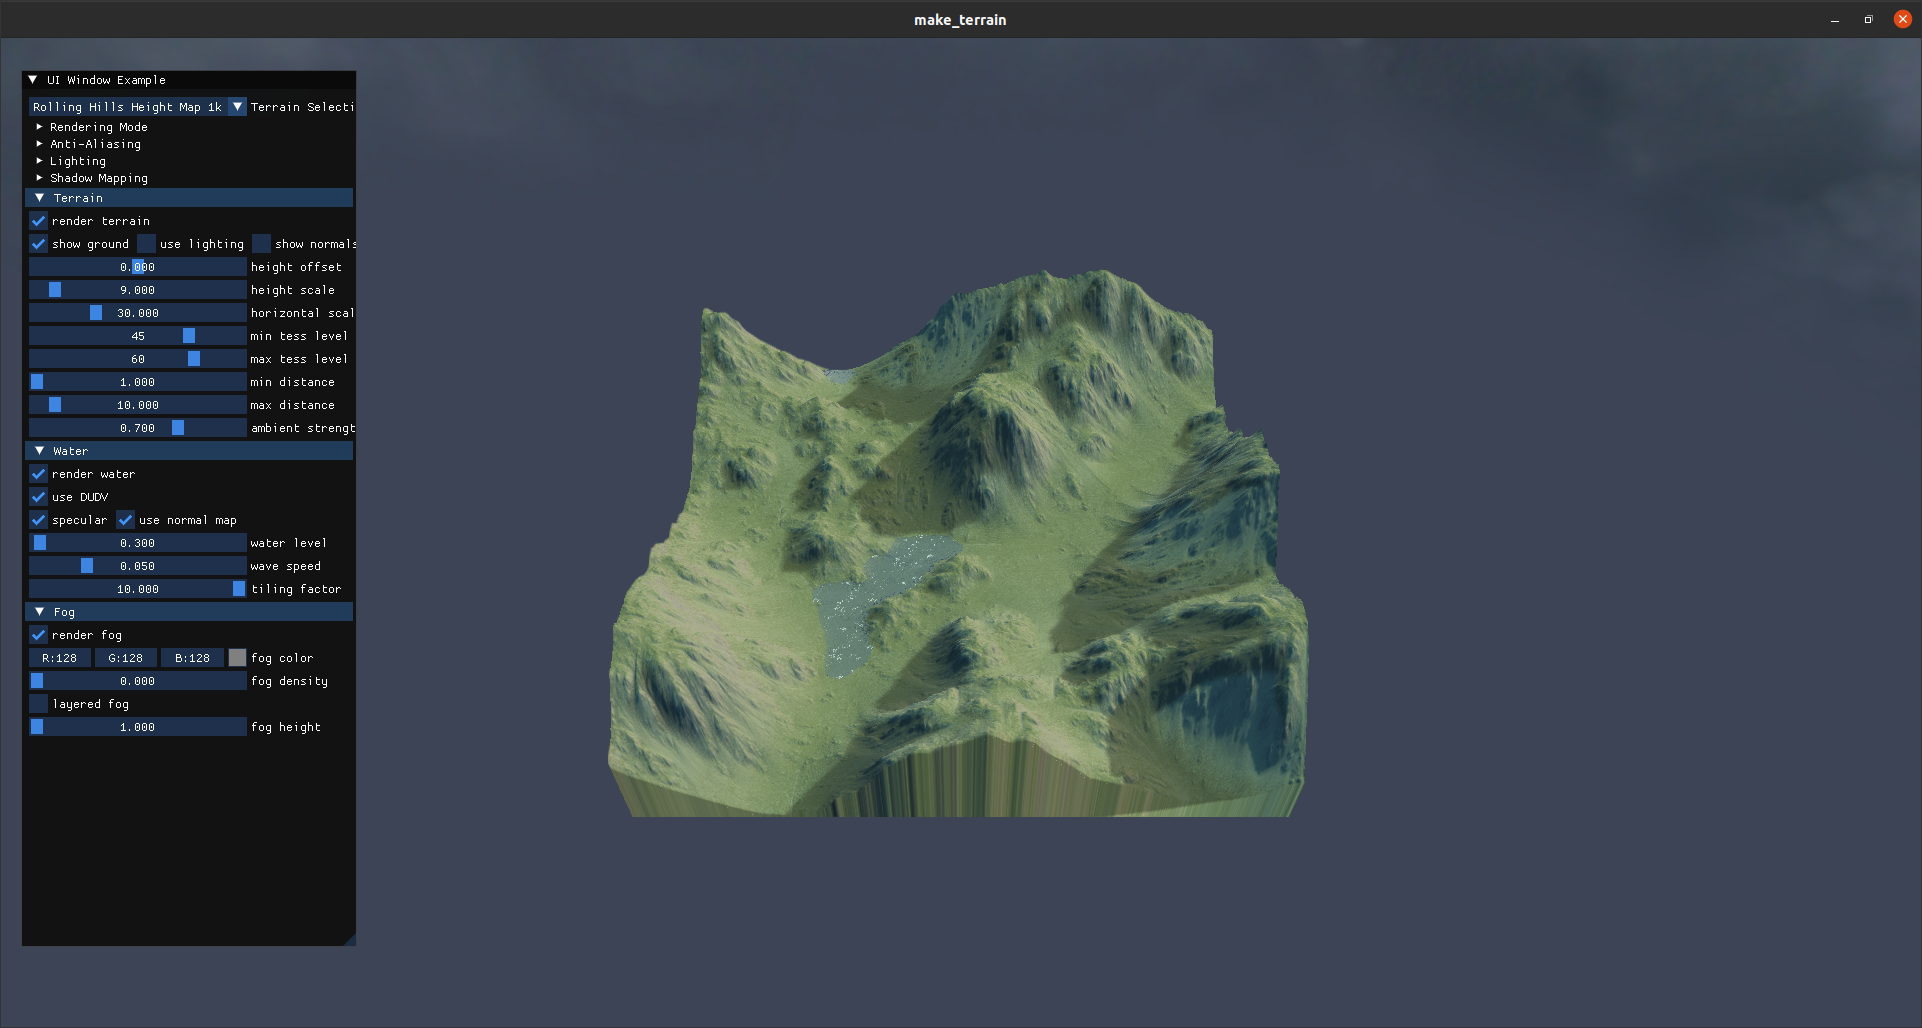 make_terrain
UI Window Example
Rolling Hills Height Map 1k Terrain Selecti
Rendering Mode
Anti-Aliasing
Lighting
Shadow Mapping
Terrain
render terrain
show ground use lighting show normals
0.000 height offset
9.000 height scale
30.000 horizontal scal
45 min tess level
60 max tess level
1.000 min distance
10.000 max distance
0.700 ambient strengt
Water
render water
use DUDV
specular use normal map
0.300 water level
0.050 wave speed
10.000 tiling factor
Fog
render fog
R:128 G:128 B:128 fog color
0.000 fog density
layered fog
1.000 fog height